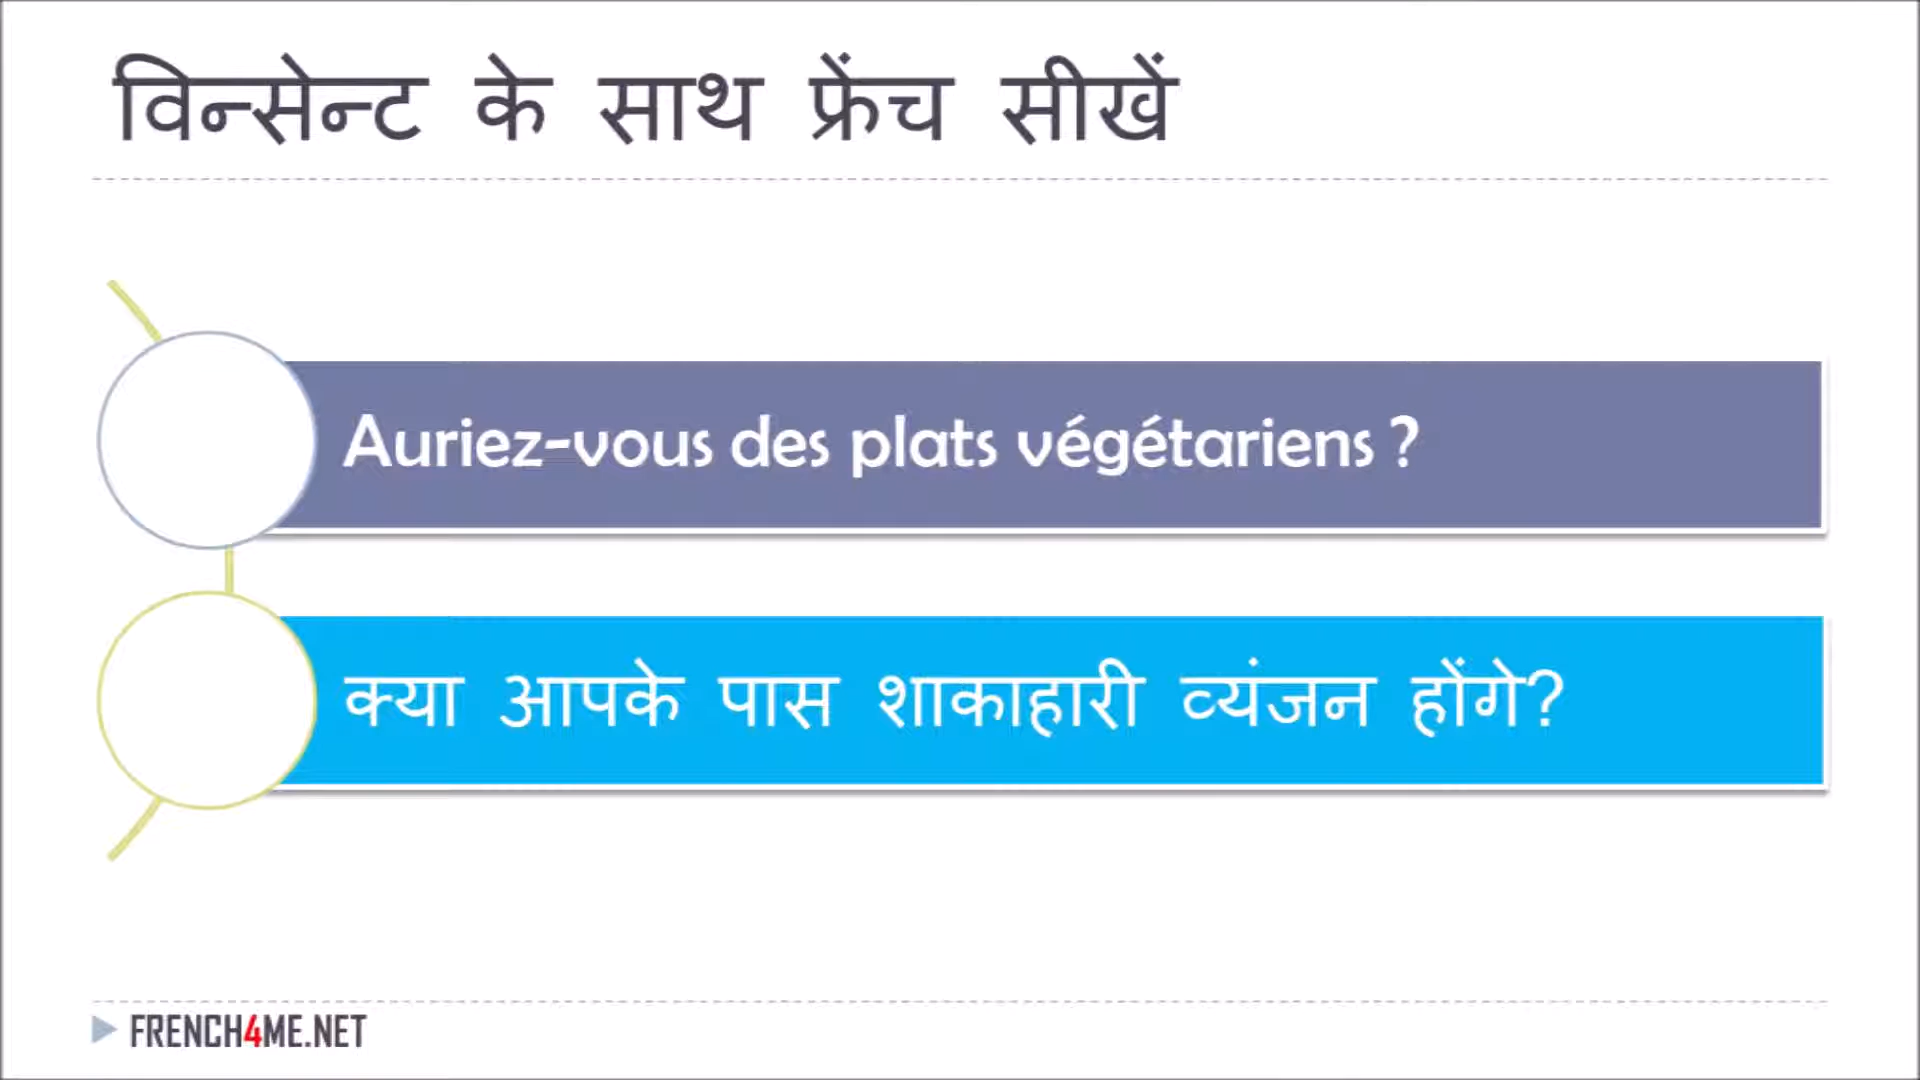 विन्सेन्ट के साथ फ्रेंच सीखें
Auriez-vous des plats végétariens ?
क्या आपके पास शाकाहारी व्यंजन होंगे?
FRENCH4ME.NET